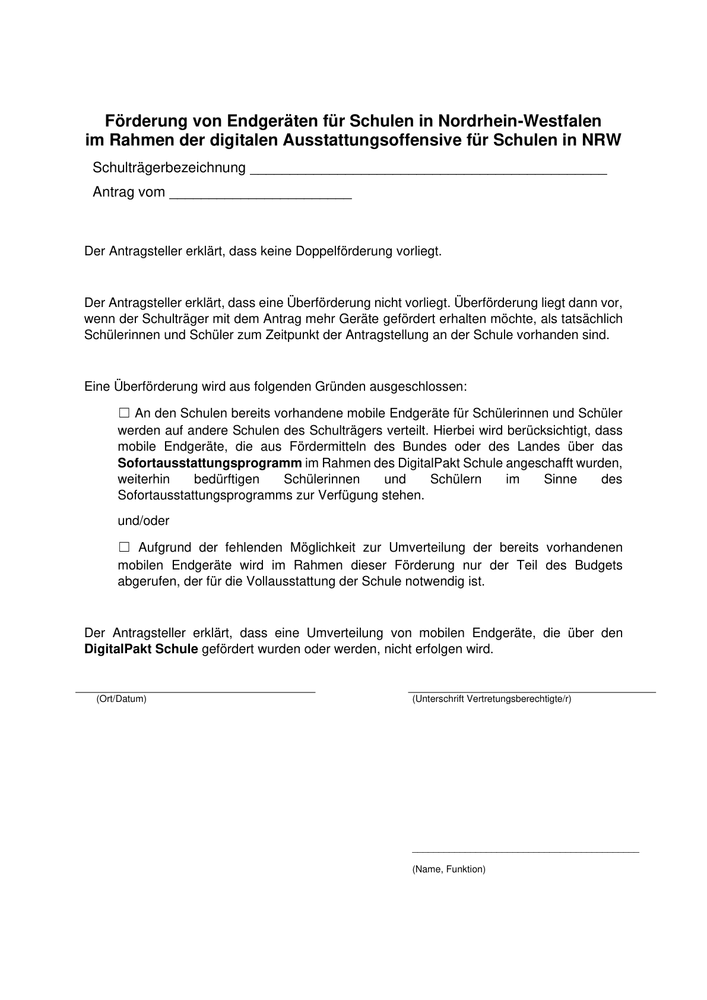 Förderung von Endgeräten für Schulen in Nordrhein-Westfalen
im Rahmen der digitalen Ausstattungsoffensive für Schulen in NRW
Schulträgerbezeichnung _____________________________________________
Antrag vom _______________________
Der Antragsteller erklärt, dass keine Doppelförderung vorliegt.
Der Antragsteller erklärt, dass eine Überförderung nicht vorliegt. Überförderung liegt dann vor,
wenn der Schulträger mit dem Antrag mehr Geräte gefördert erhalten möchte, als tatsächlich
Schülerinnen und Schüler zum Zeitpunkt der Antragstellung an der Schule vorhanden sind.
Eine Überförderung wird aus folgenden Gründen ausgeschlossen:
☐ An den Schulen bereits vorhandene mobile Endgeräte für Schülerinnen und Schüler
werden auf andere Schulen des Schulträgers verteilt. Hierbei wird berücksichtigt, dass
mobile Endgeräte, die aus Fördermitteln des Bundes oder des Landes über das
Sofortausstattungsprogramm im Rahmen des DigitalPakt Schule angeschafft wurden,
weiterhin bedürftigen Schülerinnen und Schülern im Sinne des
Sofortausstattungsprogramms zur Verfügung stehen.
und/oder
☐ Aufgrund der fehlenden Möglichkeit zur Umverteilung der bereits vorhandenen
mobilen Endgeräte wird im Rahmen dieser Förderung nur der Teil des Budgets
abgerufen, der für die Vollausstattung der Schule notwendig ist.
Der Antragsteller erklärt, dass eine Umverteilung von mobilen Endgeräte, die über den
DigitalPakt Schule gefördert wurden oder werden, nicht erfolgen wird.
(Ort/Datum) (Unterschrift Vertretungsberechtigte/r)
(Name, Funktion)